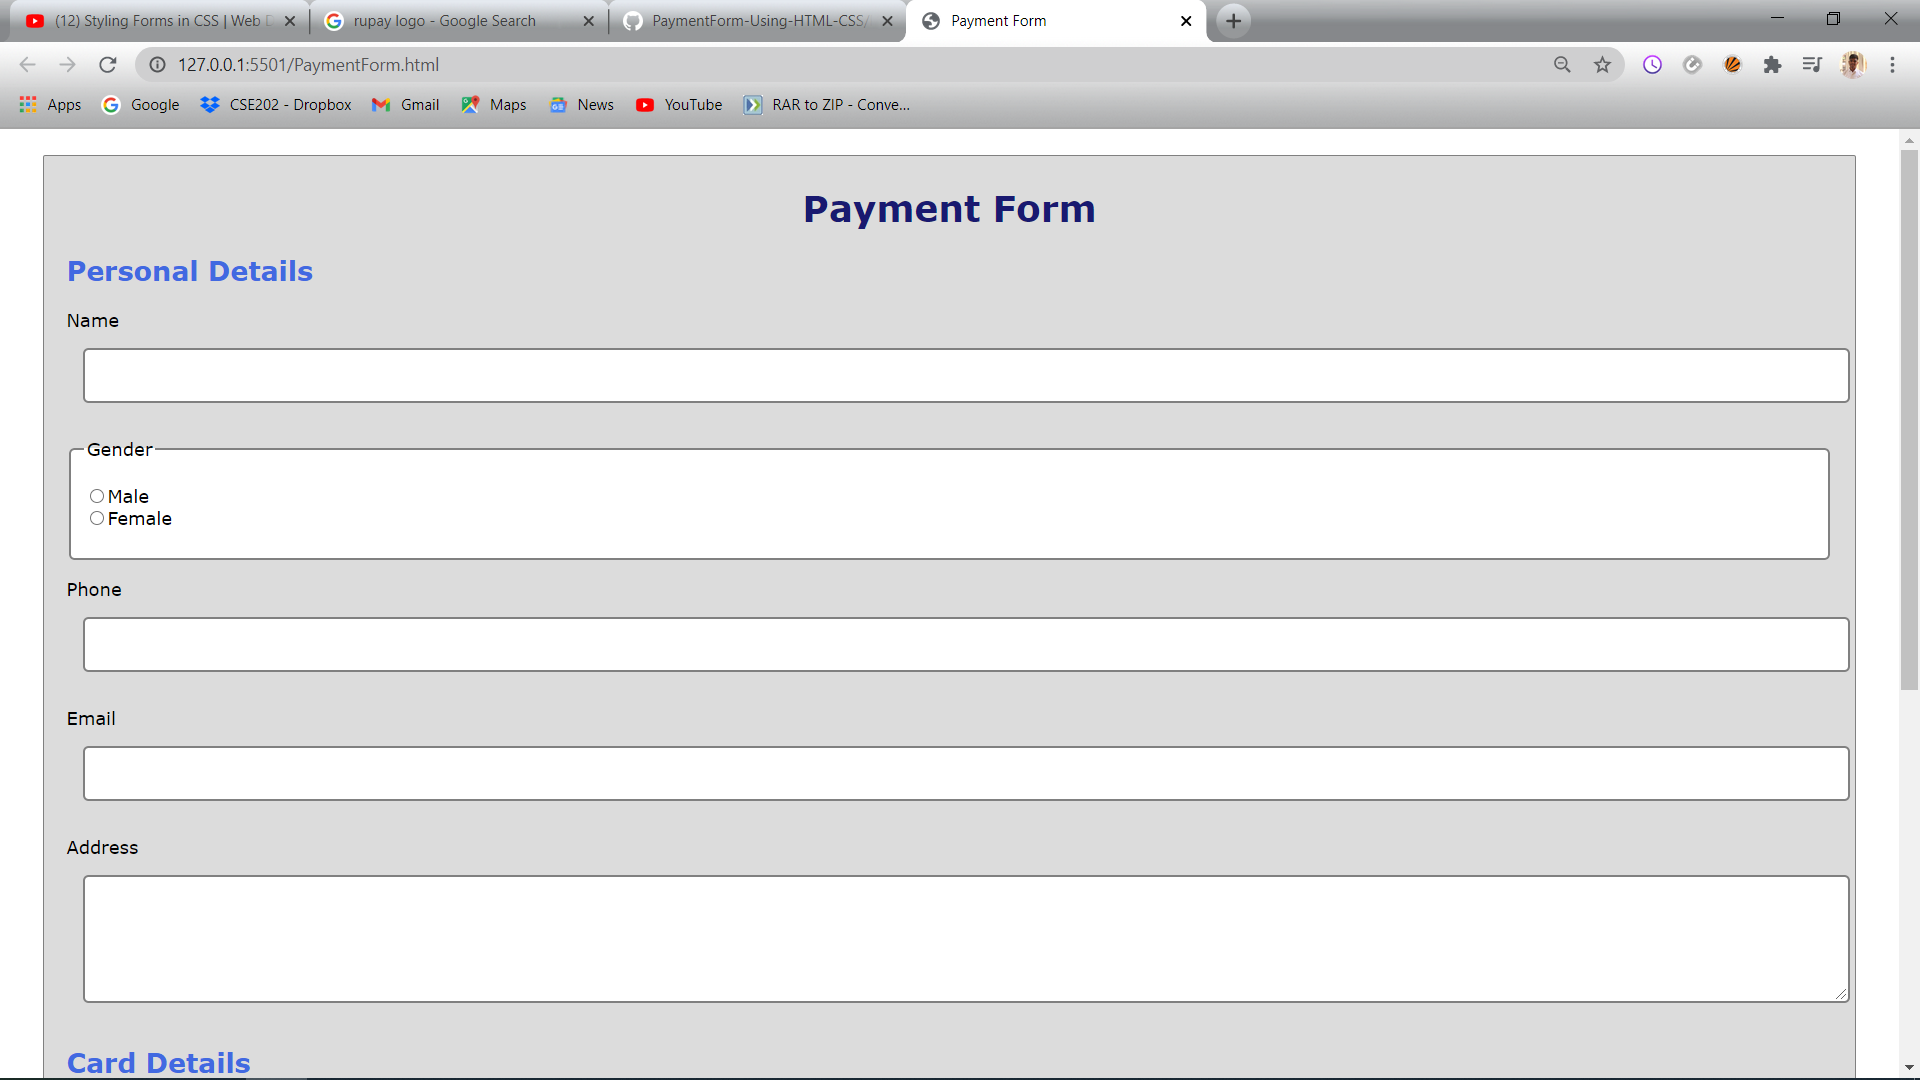 (12) Styling Forms in CSS | Web D
rupay logo - Google Search
PaymentForm-Using-HTML-CSS/
Payment Form
127.0.0.1:5501/PaymentForm.html
Apps
Google
CSE202 - Dropbox
Gmail
Maps
News
YouTube
RAR to ZIP - Conve...
Payment Form
Personal Details
Name
Gender
Male
Female
Phone
Email
Address
Card Details